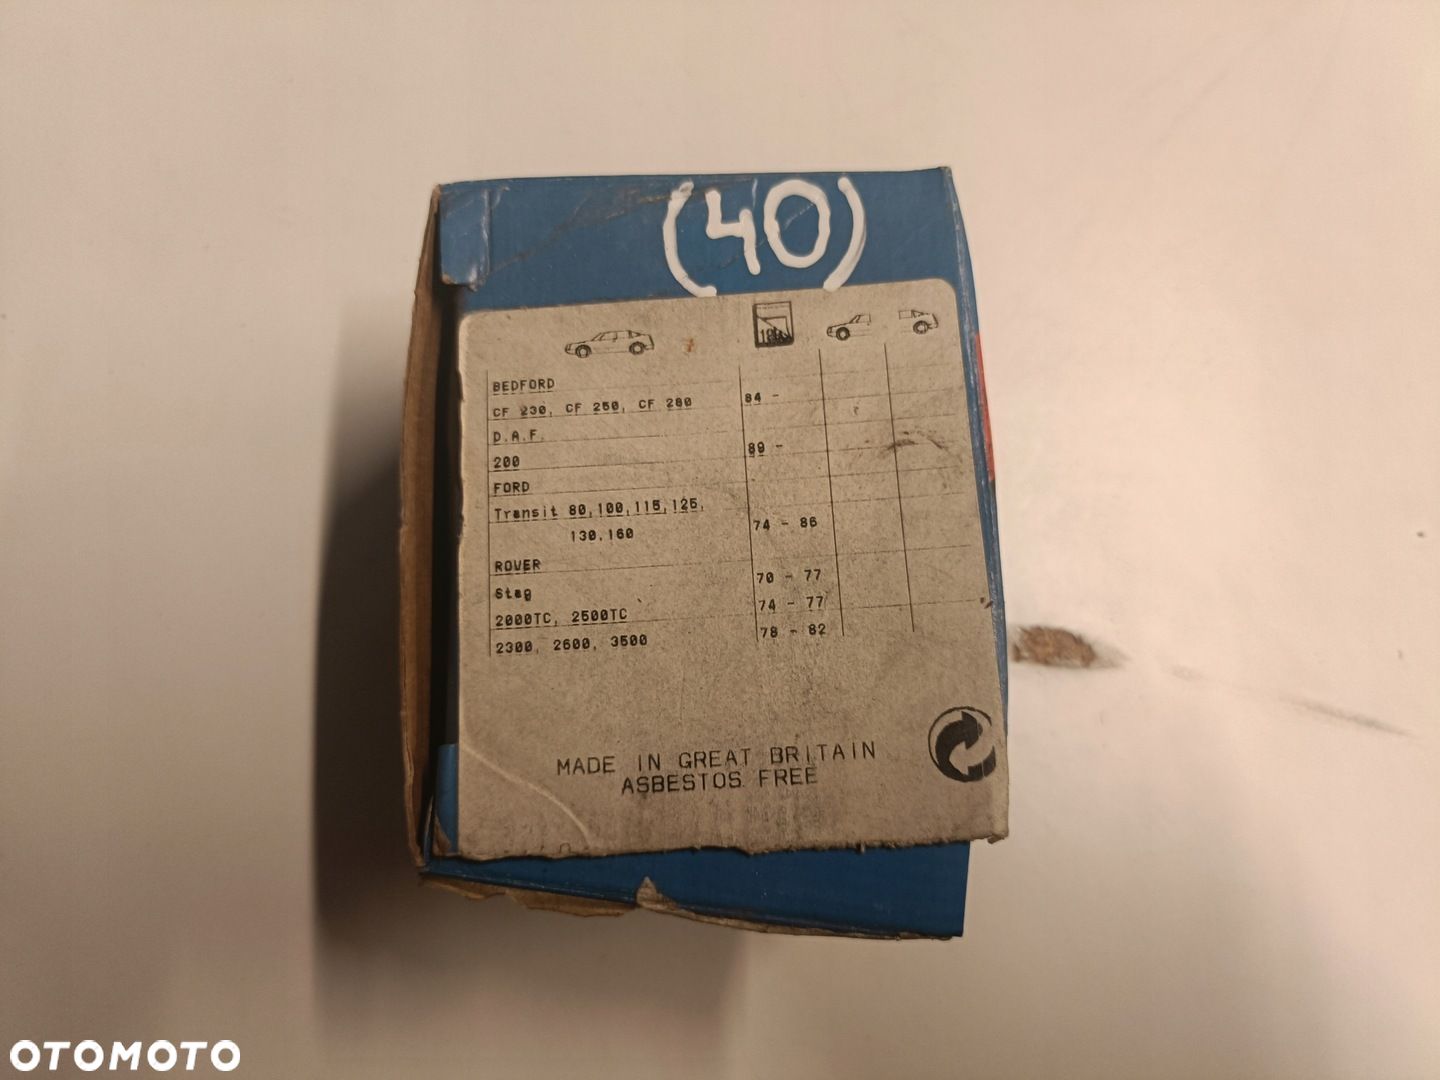 (40)
BEDFORD
CF 230, CF 250, CF 280 84 -
D.A.F.
200 89 -
FORD
Transit 80,100,115,125,
130,160 74 - 86
ROVER
Stag 70 - 77
2000TC, 2500TC 74 - 77
2300, 2600, 3500 78 - 82
MADE IN GREAT BRITAIN
ASBESTOS FREE
OTOMOTO